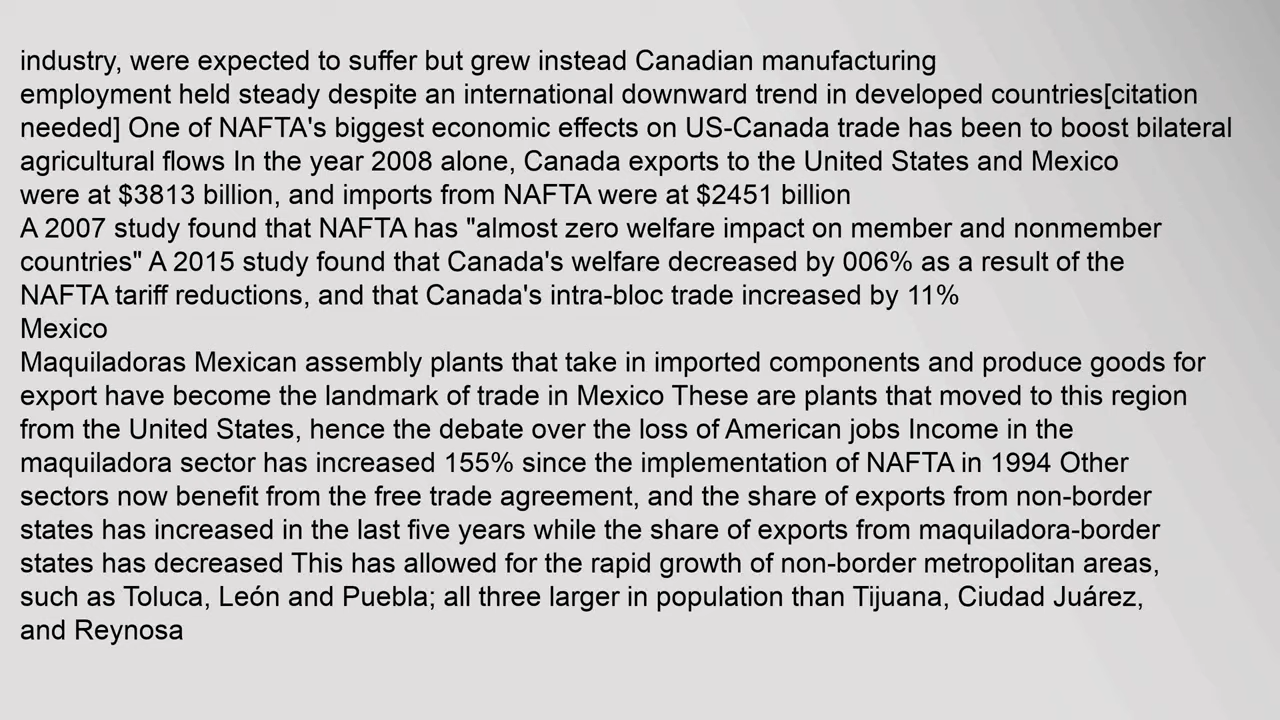 industry, were expected to suffer but grew instead Canadian manufacturing
employment held steady despite an international downward trend in developed countries[citation
needed] One of NAFTA's biggest economic effects on US-Canada trade has been to boost bilateral
agricultural flows In the year 2008 alone, Canada exports to the United States and Mexico
were at $3813 billion, and imports from NAFTA were at $2451 billion
A 2007 study found that NAFTA has "almost zero welfare impact on member and nonmember
countries" A 2015 study found that Canada's welfare decreased by 006% as a result of the
NAFTA tariff reductions, and that Canada's intra-bloc trade increased by 11%
Mexico
Maquiladoras Mexican assembly plants that take in imported components and produce goods for
export have become the landmark of trade in Mexico These are plants that moved to this region
from the United States, hence the debate over the loss of American jobs Income in the
maquiladora sector has increased 155% since the implementation of NAFTA in 1994 Other
sectors now benefit from the free trade agreement, and the share of exports from non-border
states has increased in the last five years while the share of exports from maquiladora-border
states has decreased This has allowed for the rapid growth of non-border metropolitan areas,
such as Toluca, León and Puebla; all three larger in population than Tijuana, Ciudad Juárez,
and Reynosa